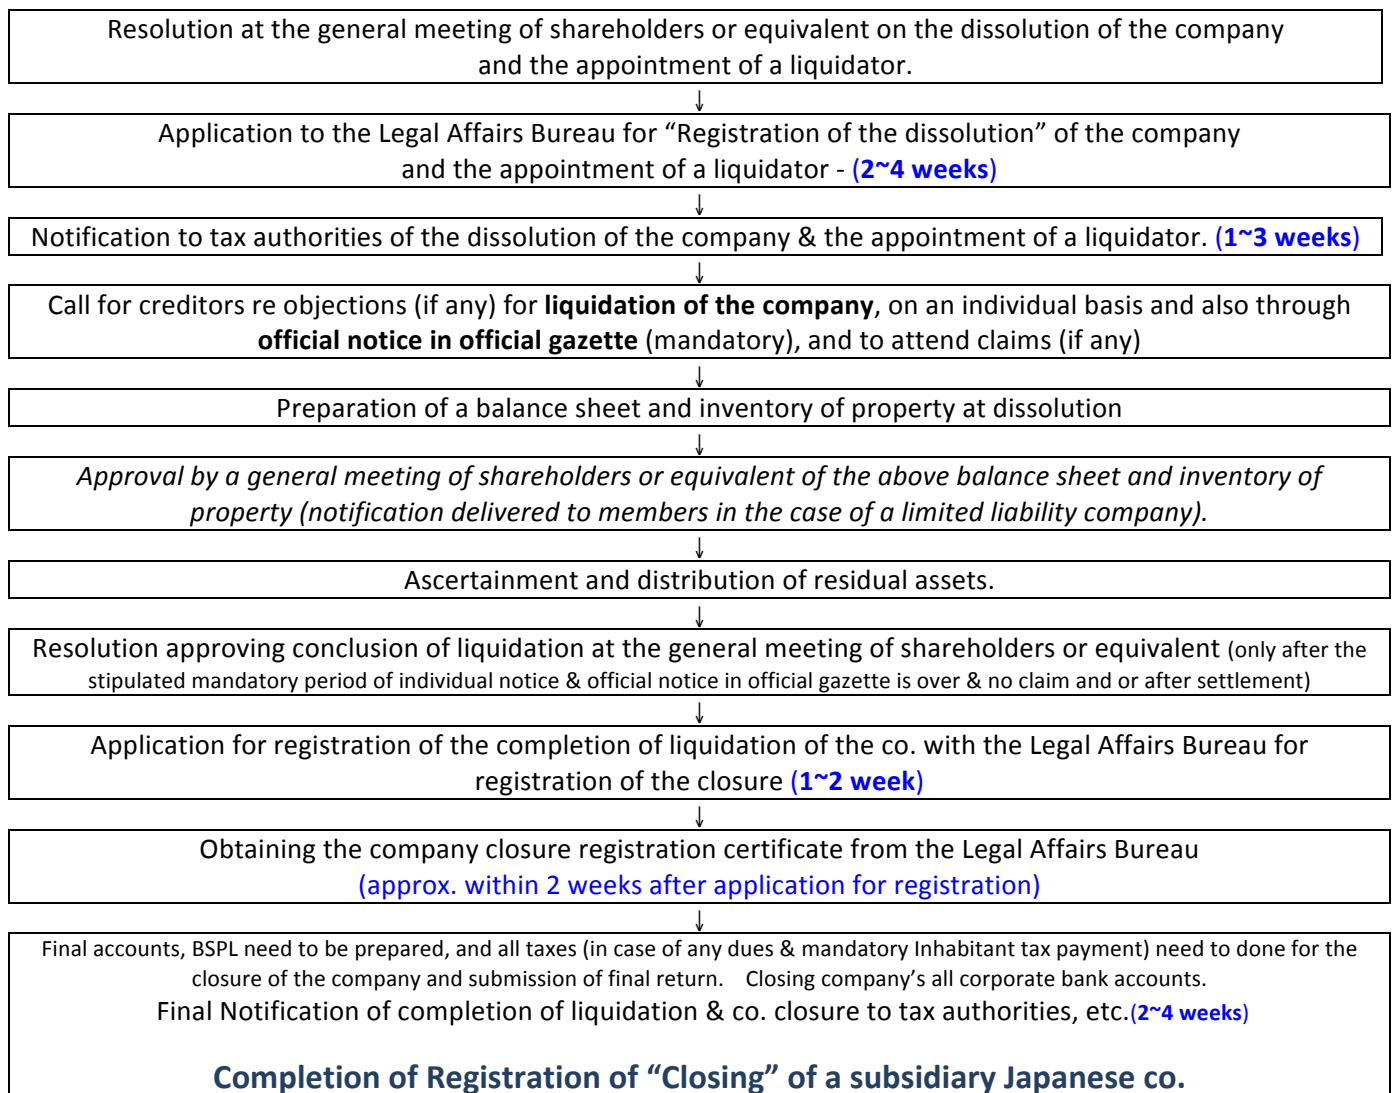 Resolution at the general meeting of shareholders or equivalent on the dissolution of the company
and the appointment of a liquidator.
↓
Application to the Legal Affairs Bureau for “Registration of the dissolution” of the company
and the appointment of a liquidator - (2~4 weeks)
↓
Notification to tax authorities of the dissolution of the company & the appointment of a liquidator. (1~3 weeks)
↓
Call for creditors re objections (if any) for liquidation of the company, on an individual basis and also through
official notice in official gazette (mandatory), and to attend claims (if any)
↓
Preparation of a balance sheet and inventory of property at dissolution
↓
Approval by a general meeting of shareholders or equivalent of the above balance sheet and inventory of
property (notification delivered to members in the case of a limited liability company).
↓
Ascertainment and distribution of residual assets.
↓
Resolution approving conclusion of liquidation at the general meeting of shareholders or equivalent (only after the
stipulated mandatory period of individual notice & official notice in official gazette is over & no claim and or after settlement)
↓
Application for registration of the completion of liquidation of the co. with the Legal Affairs Bureau for
registration of the closure (1~2 week)
↓
Obtaining the company closure registration certificate from the Legal Affairs Bureau
(approx. within 2 weeks after application for registration)
↓
Final accounts, BSPL need to be prepared, and all taxes (in case of any dues & mandatory Inhabitant tax payment) need to done for the
closure of the company and submission of final return. Closing company’s all corporate bank accounts.
Final Notification of completion of liquidation & co. closure to tax authorities, etc.(2~4 weeks)
Completion of Registration of “Closing” of a subsidiary Japanese co.